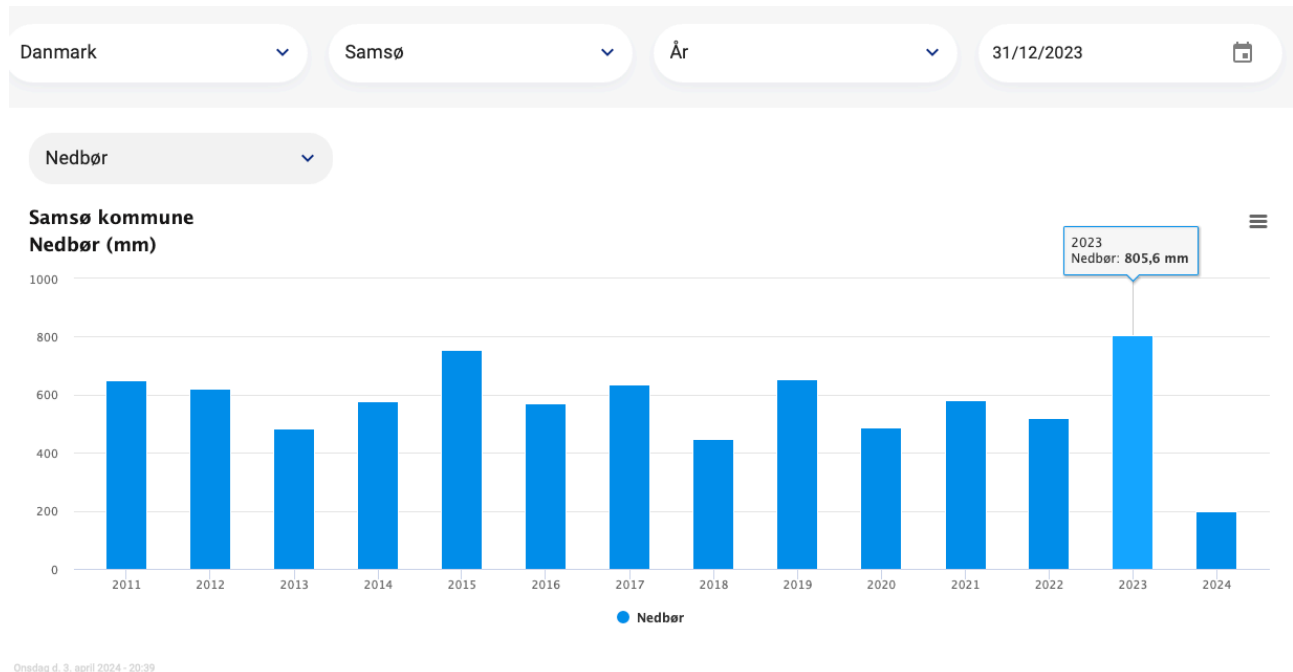 Danmark
Samsø
År
31/12/2023
Nedbør
Samsø kommune
Nedbør (mm)
2023
Nedbør: 805,6 mm
1000
800
600
400
200
0
2011 2012 2013 2014 2015 2016 2017 2018 2019 2020 2021 2022 2023 2024
Nedbør
Onsdag d. 3. april 2024 - 20:39